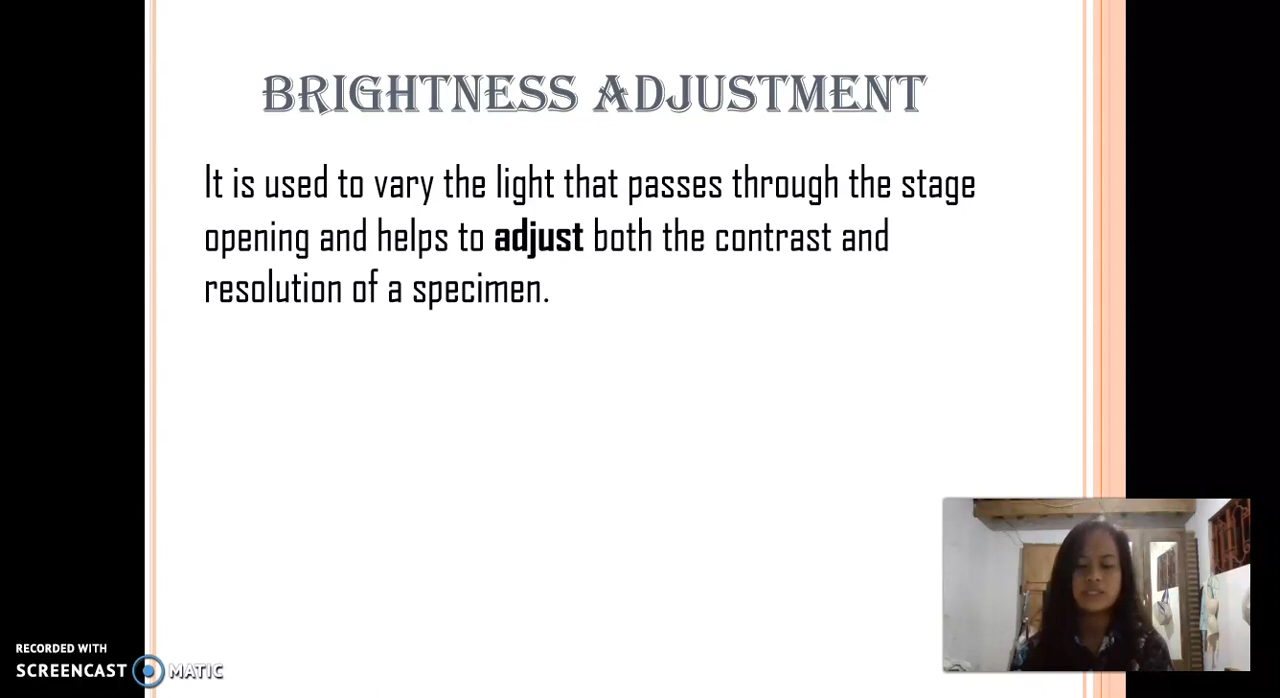 BRIGHTNESS ADJUSTMENT
It is used to vary the light that passes through the stage
opening and helps to adjust both the contrast and
resolution of a specimen.
RECORDED WITH
SCREENCAST MATIC